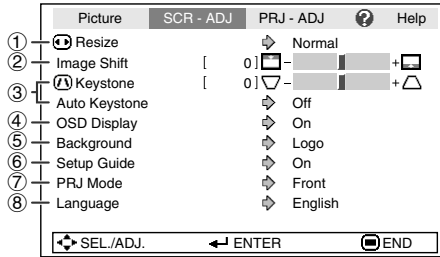 Picture SCR - ADJ PRJ - ADJ ? Help
① Resize Normal
② Image Shift [ 0 ] − +
③ Keystone [ 0 ] − +
Auto Keystone Off
④ OSD Display On
⑤ Background Logo
⑥ Setup Guide On
⑦ PRJ Mode Front
⑧ Language English
SEL./ADJ. ENTER END